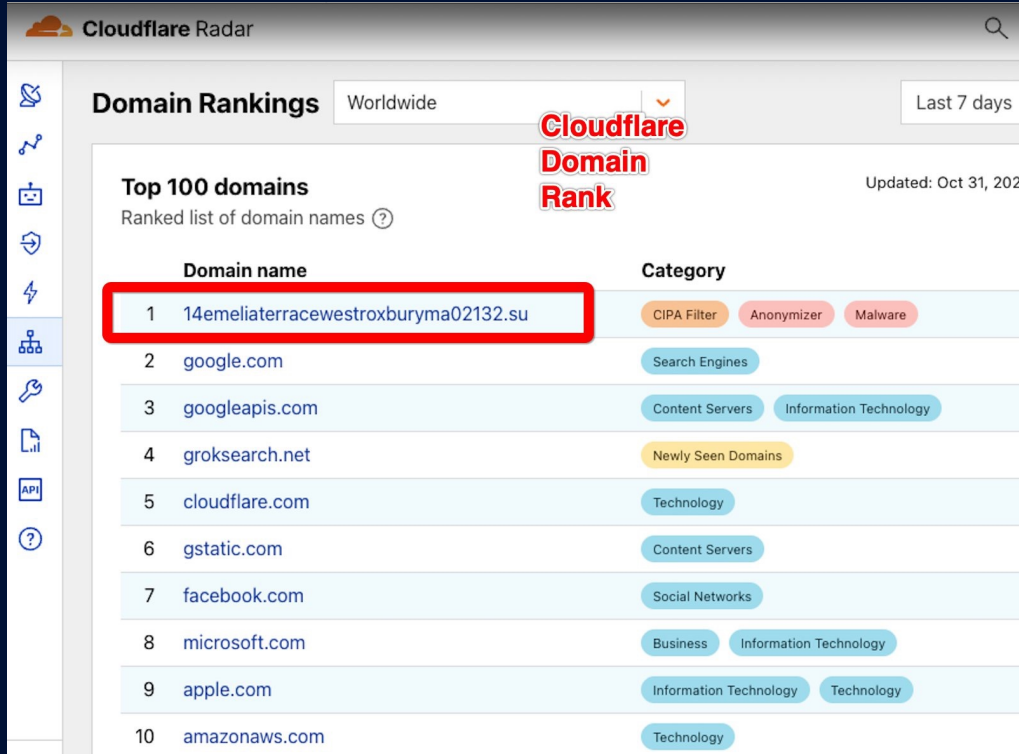 Cloudflare Radar
Domain Rankings
Worldwide
Last 7 days
Cloudflare
Domain
Rank
Top 100 domains
Updated: Oct 31, 202
Ranked list of domain names ?
Domain name Category
1 14emeliaterracewestroxburyma02132.su CIPA Filter Anonymizer Malware
2 google.com Search Engines
3 googleapis.com Content Servers Information Technology
4 groksearch.net Newly Seen Domains
5 cloudflare.com Technology
6 gstatic.com Content Servers
7 facebook.com Social Networks
8 microsoft.com Business Information Technology
9 apple.com Information Technology Technology
10 amazonaws.com Technology
API
?